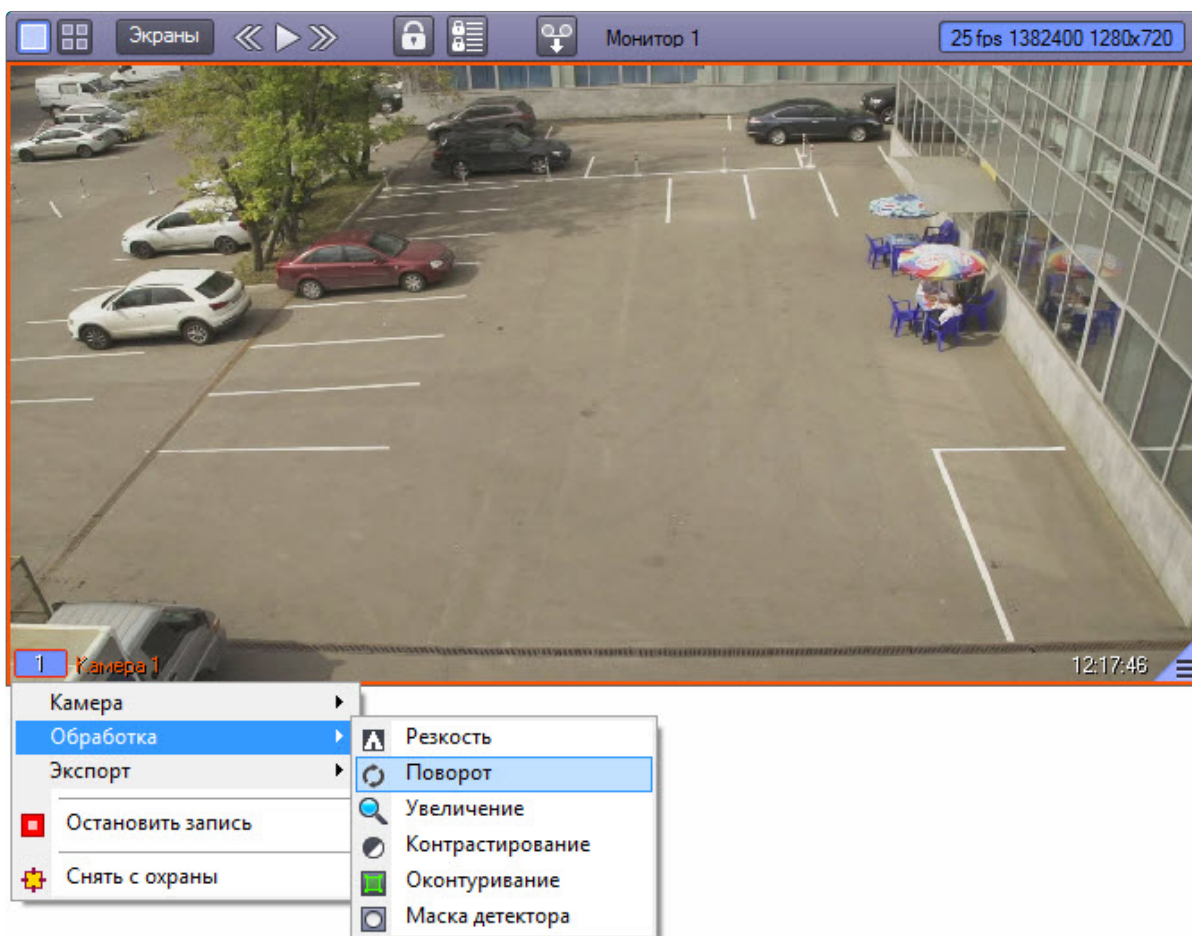 Экраны
Монитор 1
25 fps 1382400 1280x720
1 Камера 1
12:17:46
Камера
Обработка
Экспорт
Остановить запись
Снять с охраны
Резкость
Поворот
Увеличение
Контрастирование
Оконтуривание
Маска детектора